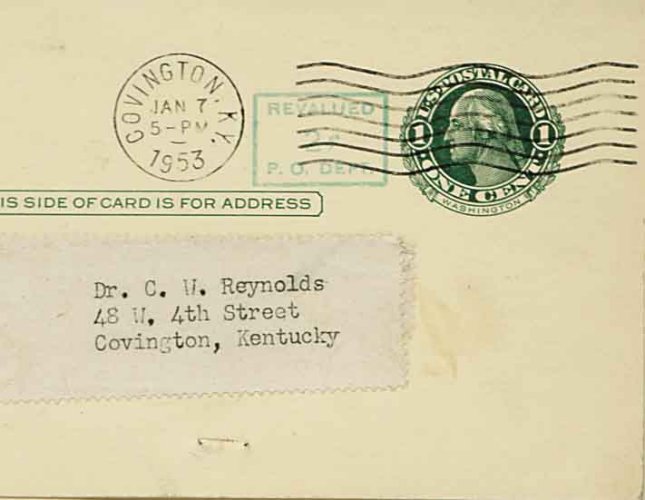 COVINGTON, KY.
JAN 7
5-PM
1953
REVALUED
2¢
P. O. DEPT.
U.S. POSTAL CARD
1 1
ONE CENT
WASHINGTON
IS SIDE OF CARD IS FOR ADDRESS
Dr. C. W. Reynolds
48 W. 4th Street
Covington, Kentucky